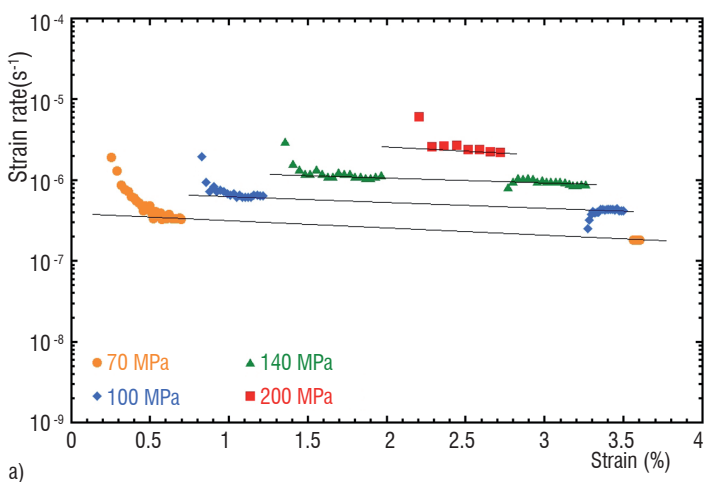 10⁻⁴
10⁻⁵
10⁻⁶
10⁻⁷
10⁻⁸
10⁻⁹
Strain rate(s⁻¹)
70 MPa
140 MPa
100 MPa
200 MPa
0 0.5 1 1.5 2 2.5 3 3.5 4
Strain (%)
a)